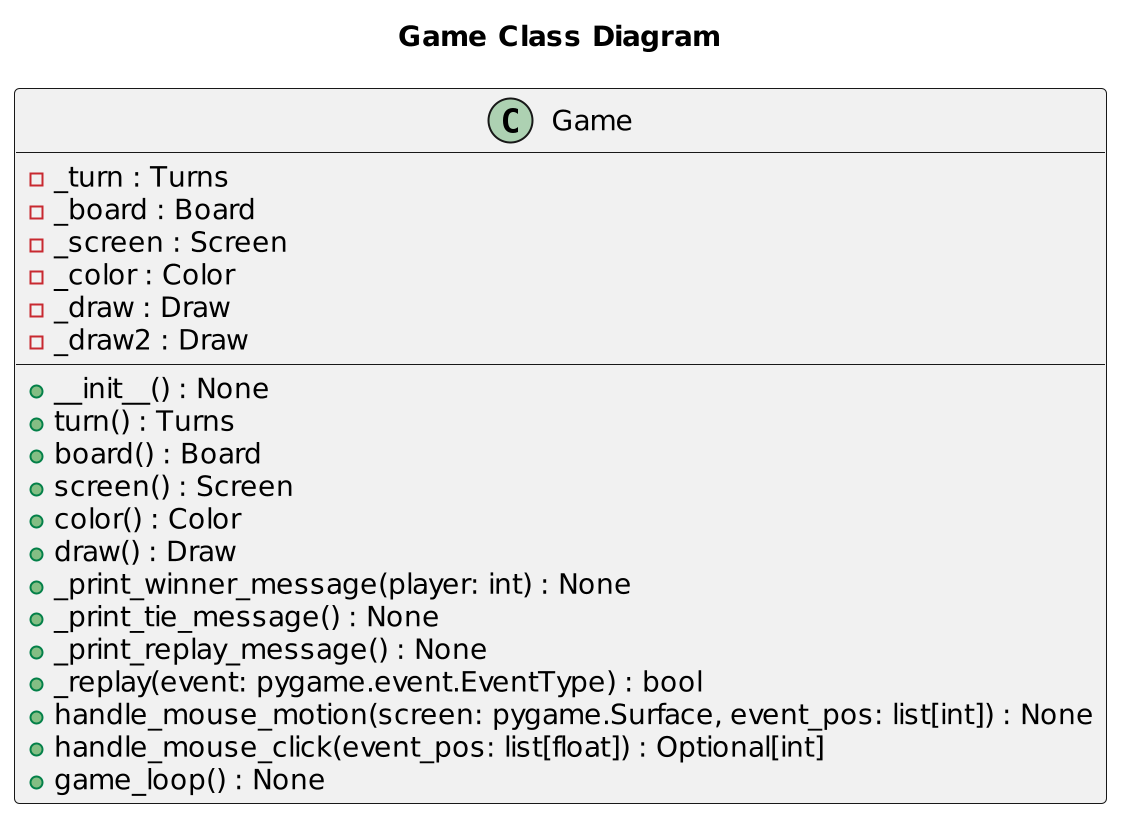 Game Class Diagram
C Game
_turn : Turns
_board : Board
_screen : Screen
_color : Color
_draw : Draw
_draw2 : Draw
__init__() : None
turn() : Turns
board() : Board
screen() : Screen
color() : Color
draw() : Draw
_print_winner_message(player: int) : None
_print_tie_message() : None
_print_replay_message() : None
_replay(event: pygame.event.EventType) : bool
handle_mouse_motion(screen: pygame.Surface, event_pos: list[int]) : None
handle_mouse_click(event_pos: list[float]) : Optional[int]
game_loop() : None